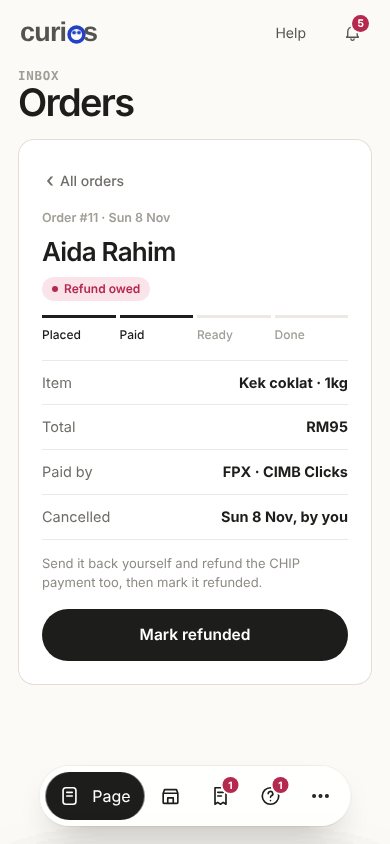 curios
Help
5
INBOX
Orders
All orders
Order #11 · Sun 8 Nov
Aida Rahim
Refund owed
Placed Paid Ready Done
Item Kek coklat · 1kg
Total RM95
Paid by FPX · CIMB Clicks
Cancelled Sun 8 Nov, by you
Send it back yourself and refund the CHIP
payment too, then mark it refunded.
Mark refunded
Page
1
1